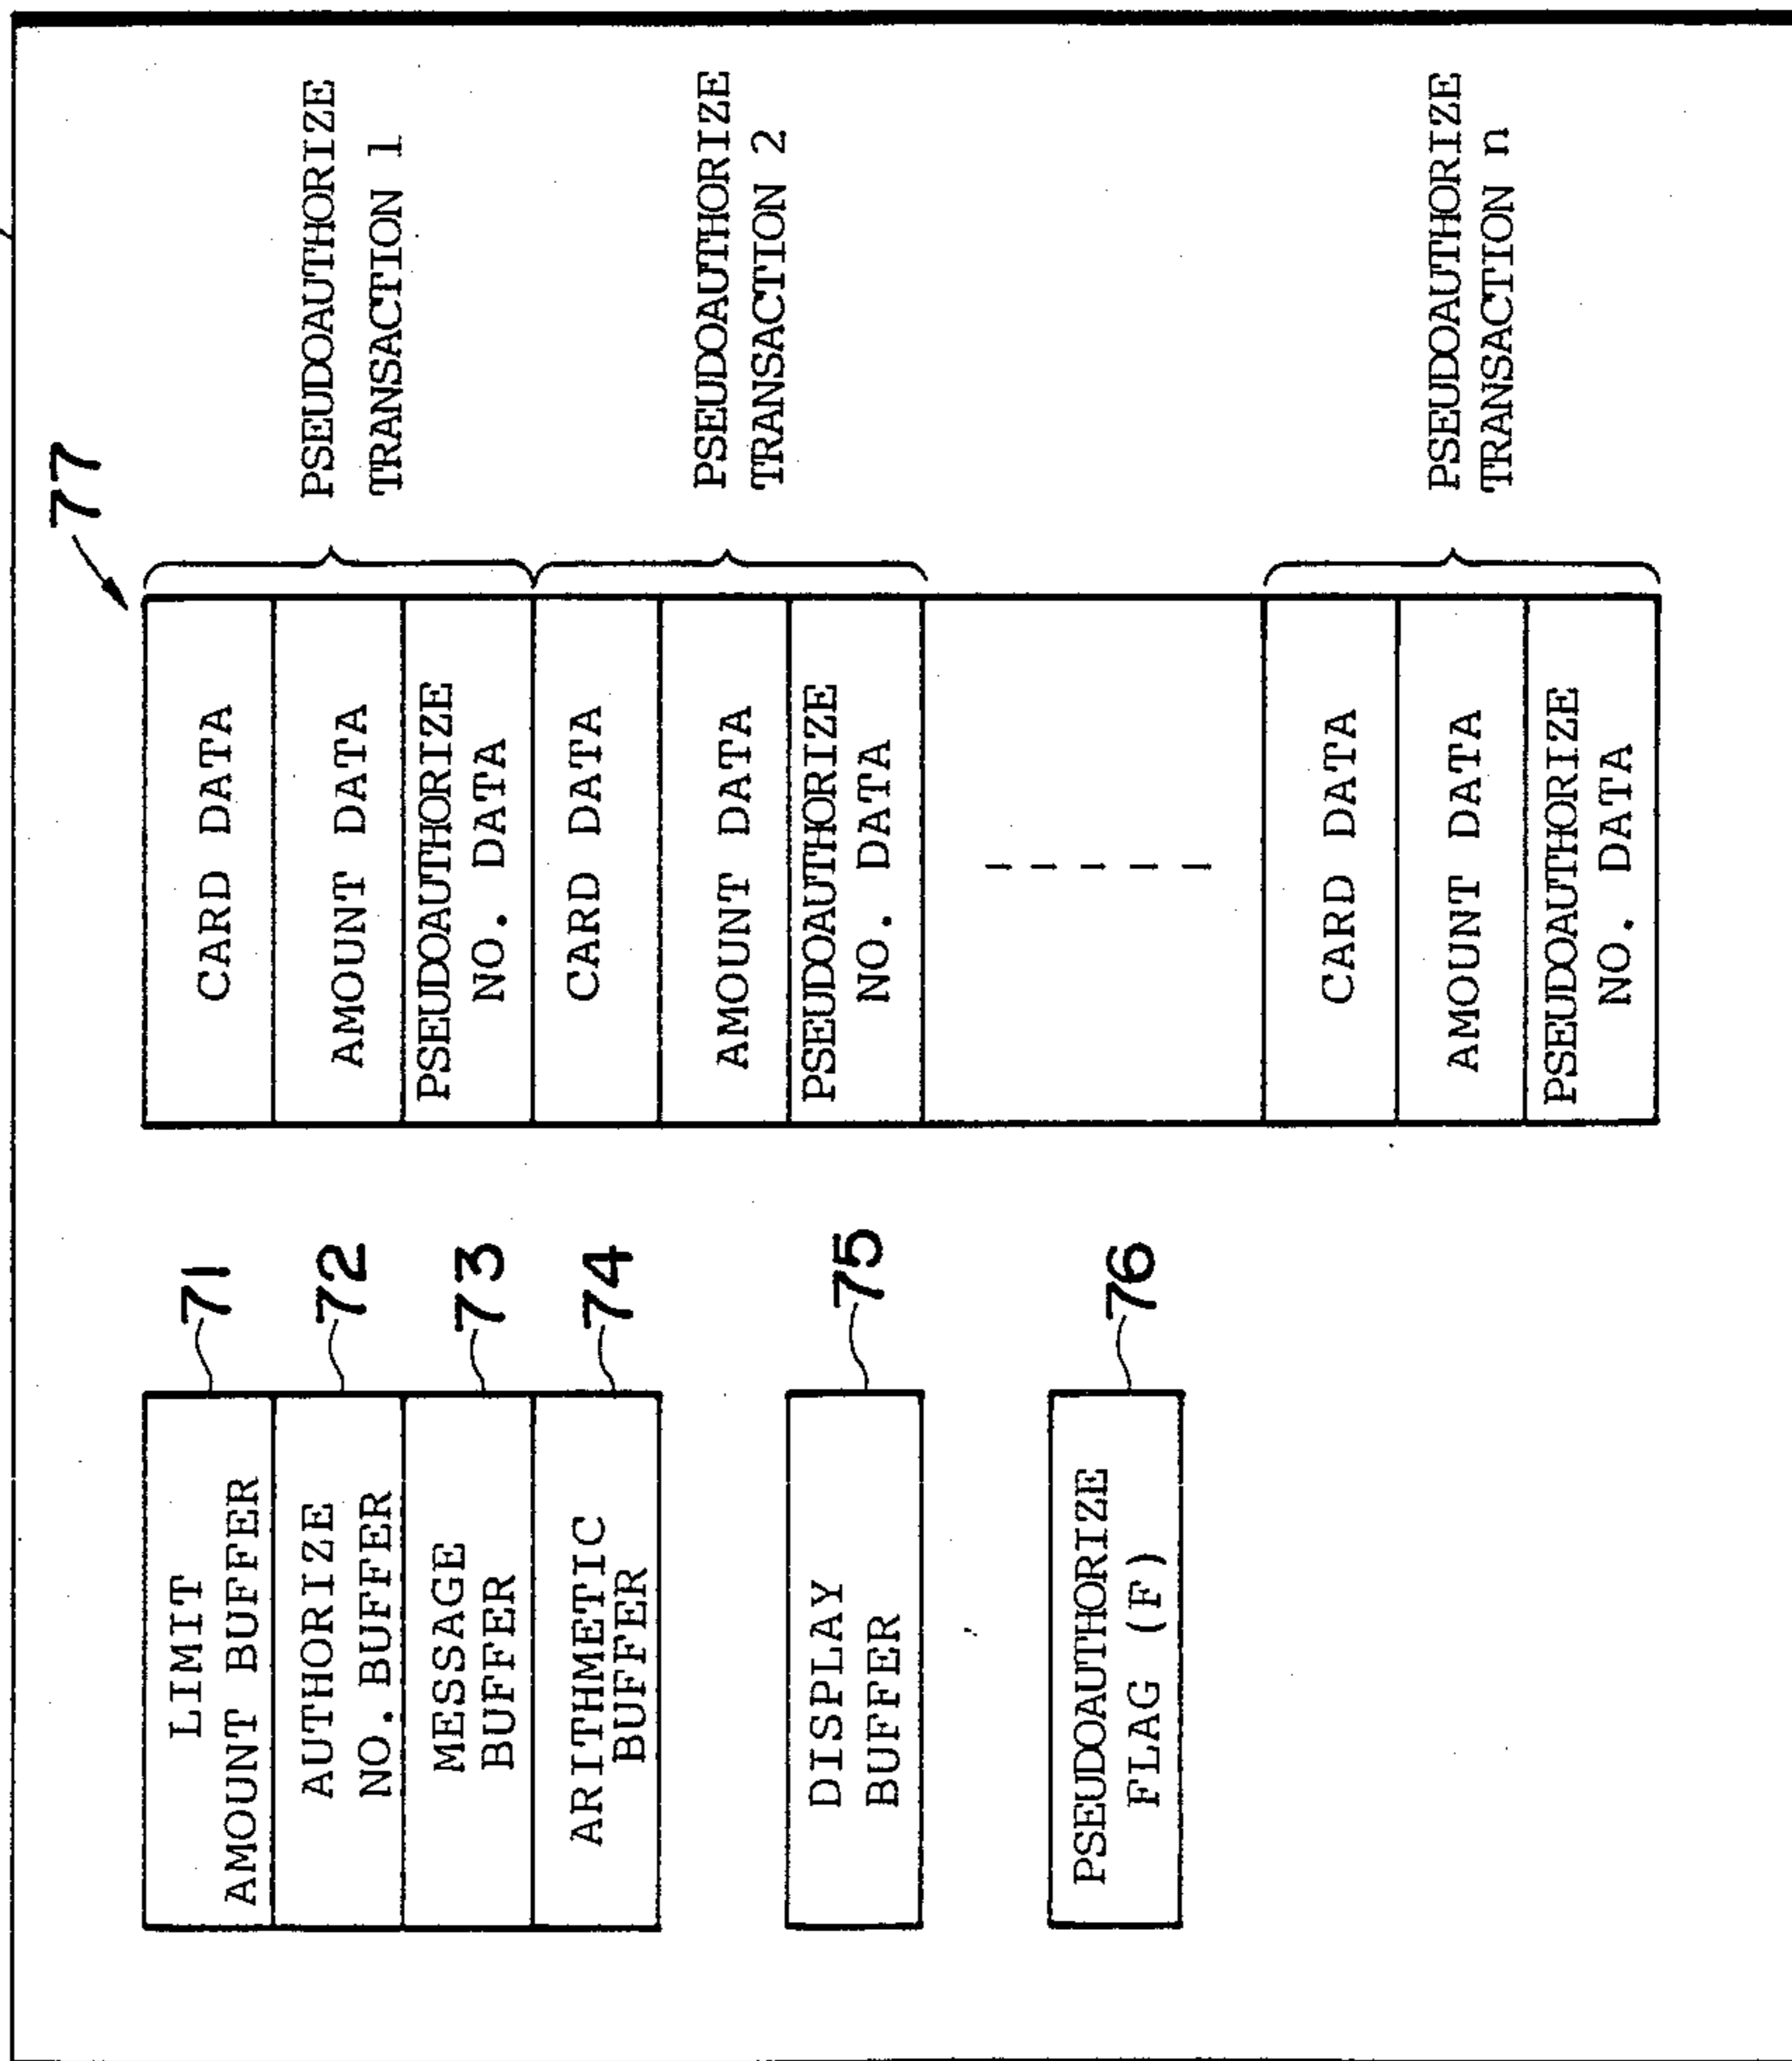 LIMIT
AMOUNT BUFFER
71
AUTHORIZE
NO. BUFFER
72
MESSAGE
BUFFER
73
ARITHMETIC
BUFFER
74
DISPLAY
BUFFER
75
PSEUDOAUTHORIZE
FLAG (F)
76
77
CARD DATA
AMOUNT DATA
PSEUDOAUTHORIZE
NO. DATA
PSEUDOAUTHORIZE
TRANSACTION 1
CARD DATA
AMOUNT DATA
PSEUDOAUTHORIZE
NO. DATA
PSEUDOAUTHORIZE
TRANSACTION 2
CARD DATA
AMOUNT DATA
PSEUDOAUTHORIZE
NO. DATA
PSEUDOAUTHORIZE
TRANSACTION n